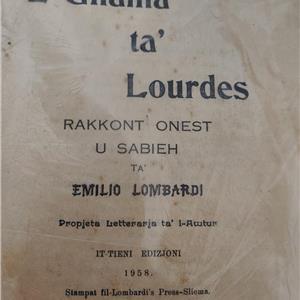 ta'
Lourdes
RAKKONT ONEST
U SABIEH
TA'
EMILIO LOMBARDI
Propjeta Letterarja ta' l-Awtur
IT-TIENI EDIZJONI
1958.
Stampat fil-Lombardi's Press-Sliema.